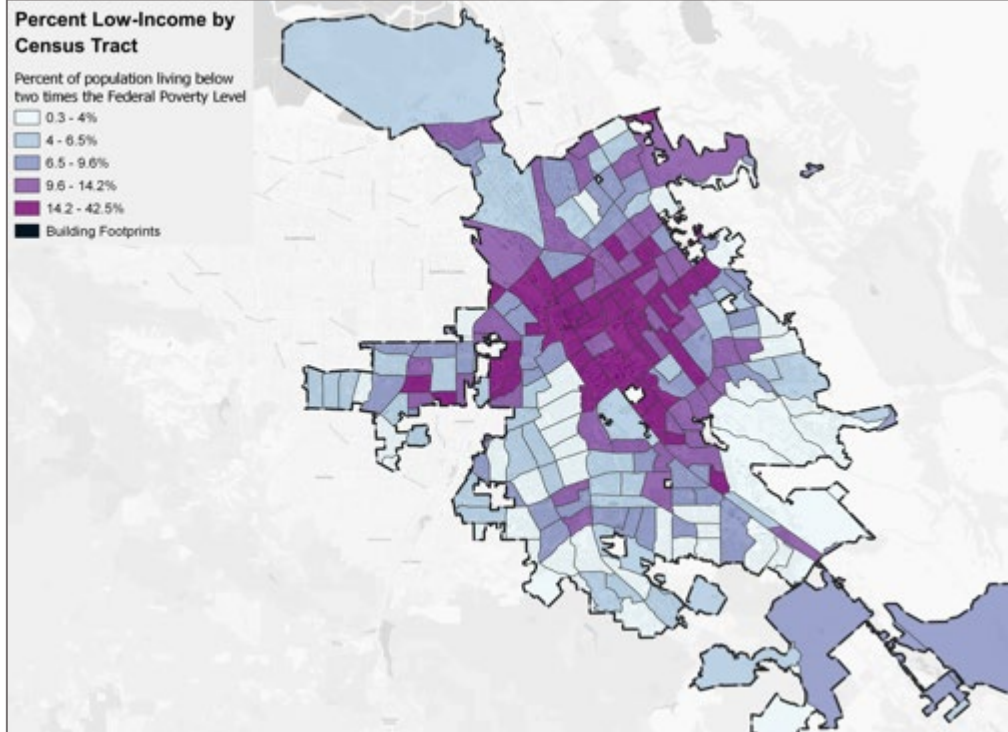 Percent Low-Income by
Census Tract
Percent of population living below
two times the Federal Poverty Level
0.3 - 4%
4 - 6.5%
6.5 - 9.6%
9.6 - 14.2%
14.2 - 42.5%
Building Footprints